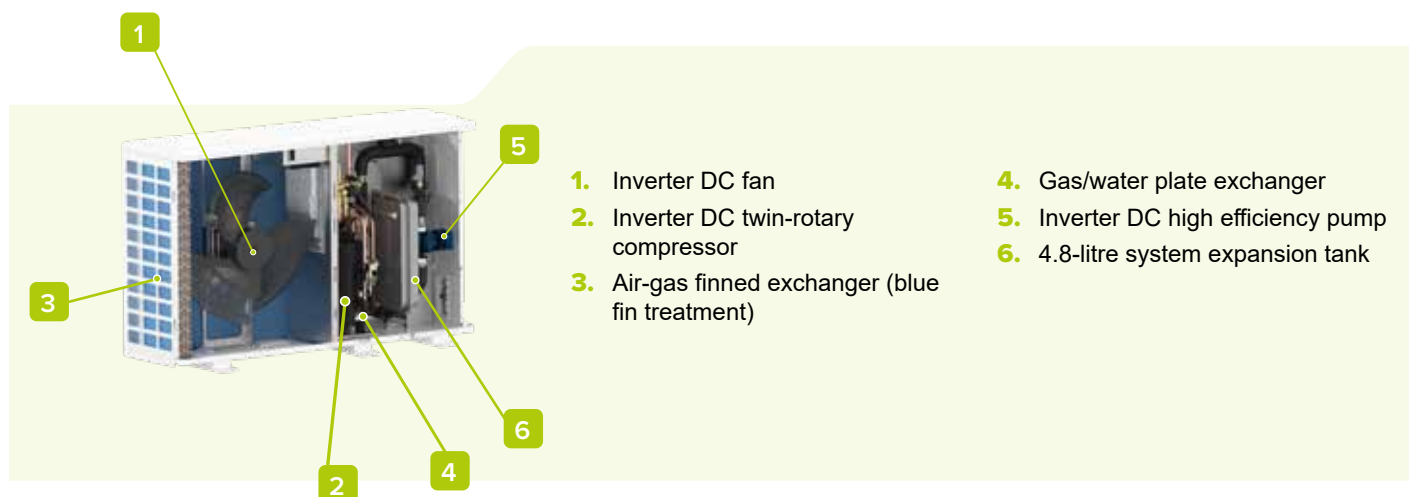 1
5
3
6
4
2
1. Inverter DC fan
2. Inverter DC twin-rotary
compressor
3. Air-gas finned exchanger (blue
fin treatment)
4. Gas/water plate exchanger
5. Inverter DC high efficiency pump
6. 4.8-litre system expansion tank